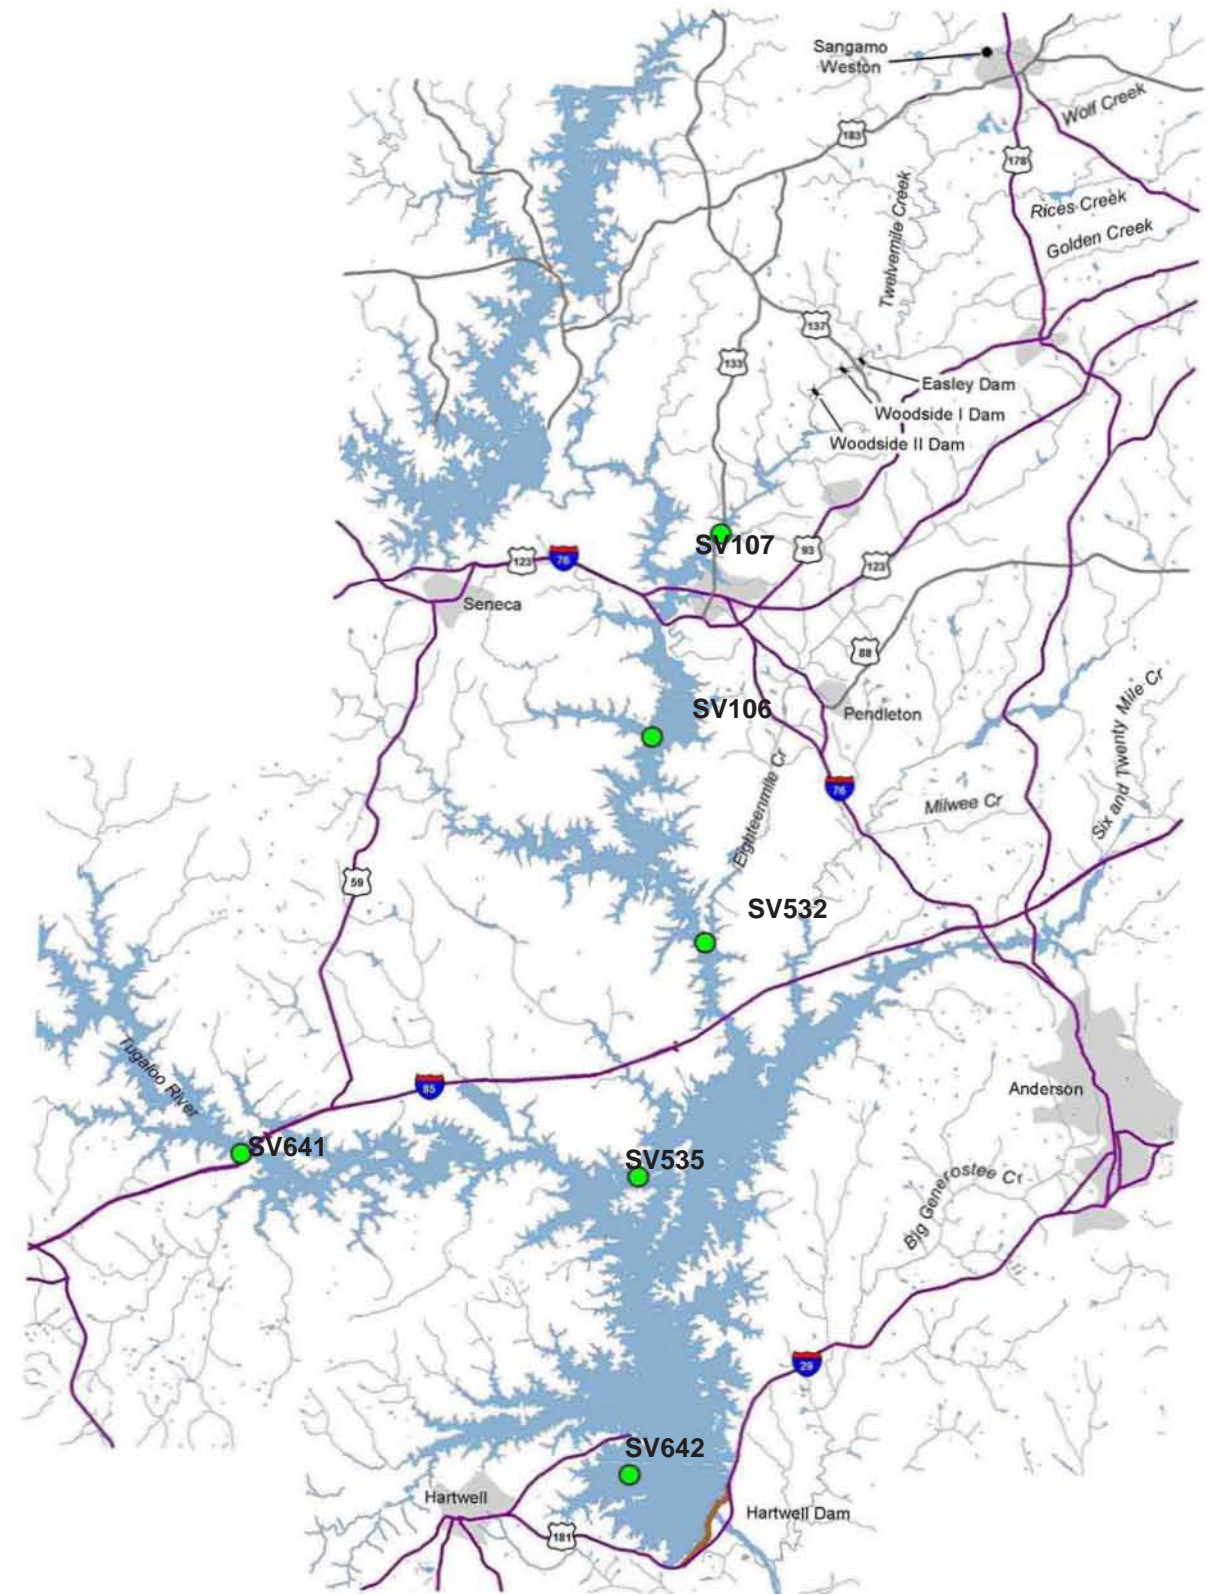 Sangamo
Weston
Wolf Creek
183
178
Twelvemile Creek
Rices Creek
Golden Creek
137
133
Easley Dam
Woodside I Dam
Woodside II Dam
SV107
93
123
76
123
Seneca
88
SV106
Pendleton
Six and Twenty Mile Cr
Eighteenmile Cr
76
Milwee Cr
59
SV532
Tugaloo River
85
Anderson
SV641
SV535
Big Generostee Cr
29
SV642
Hartwell
Hartwell Dam
181